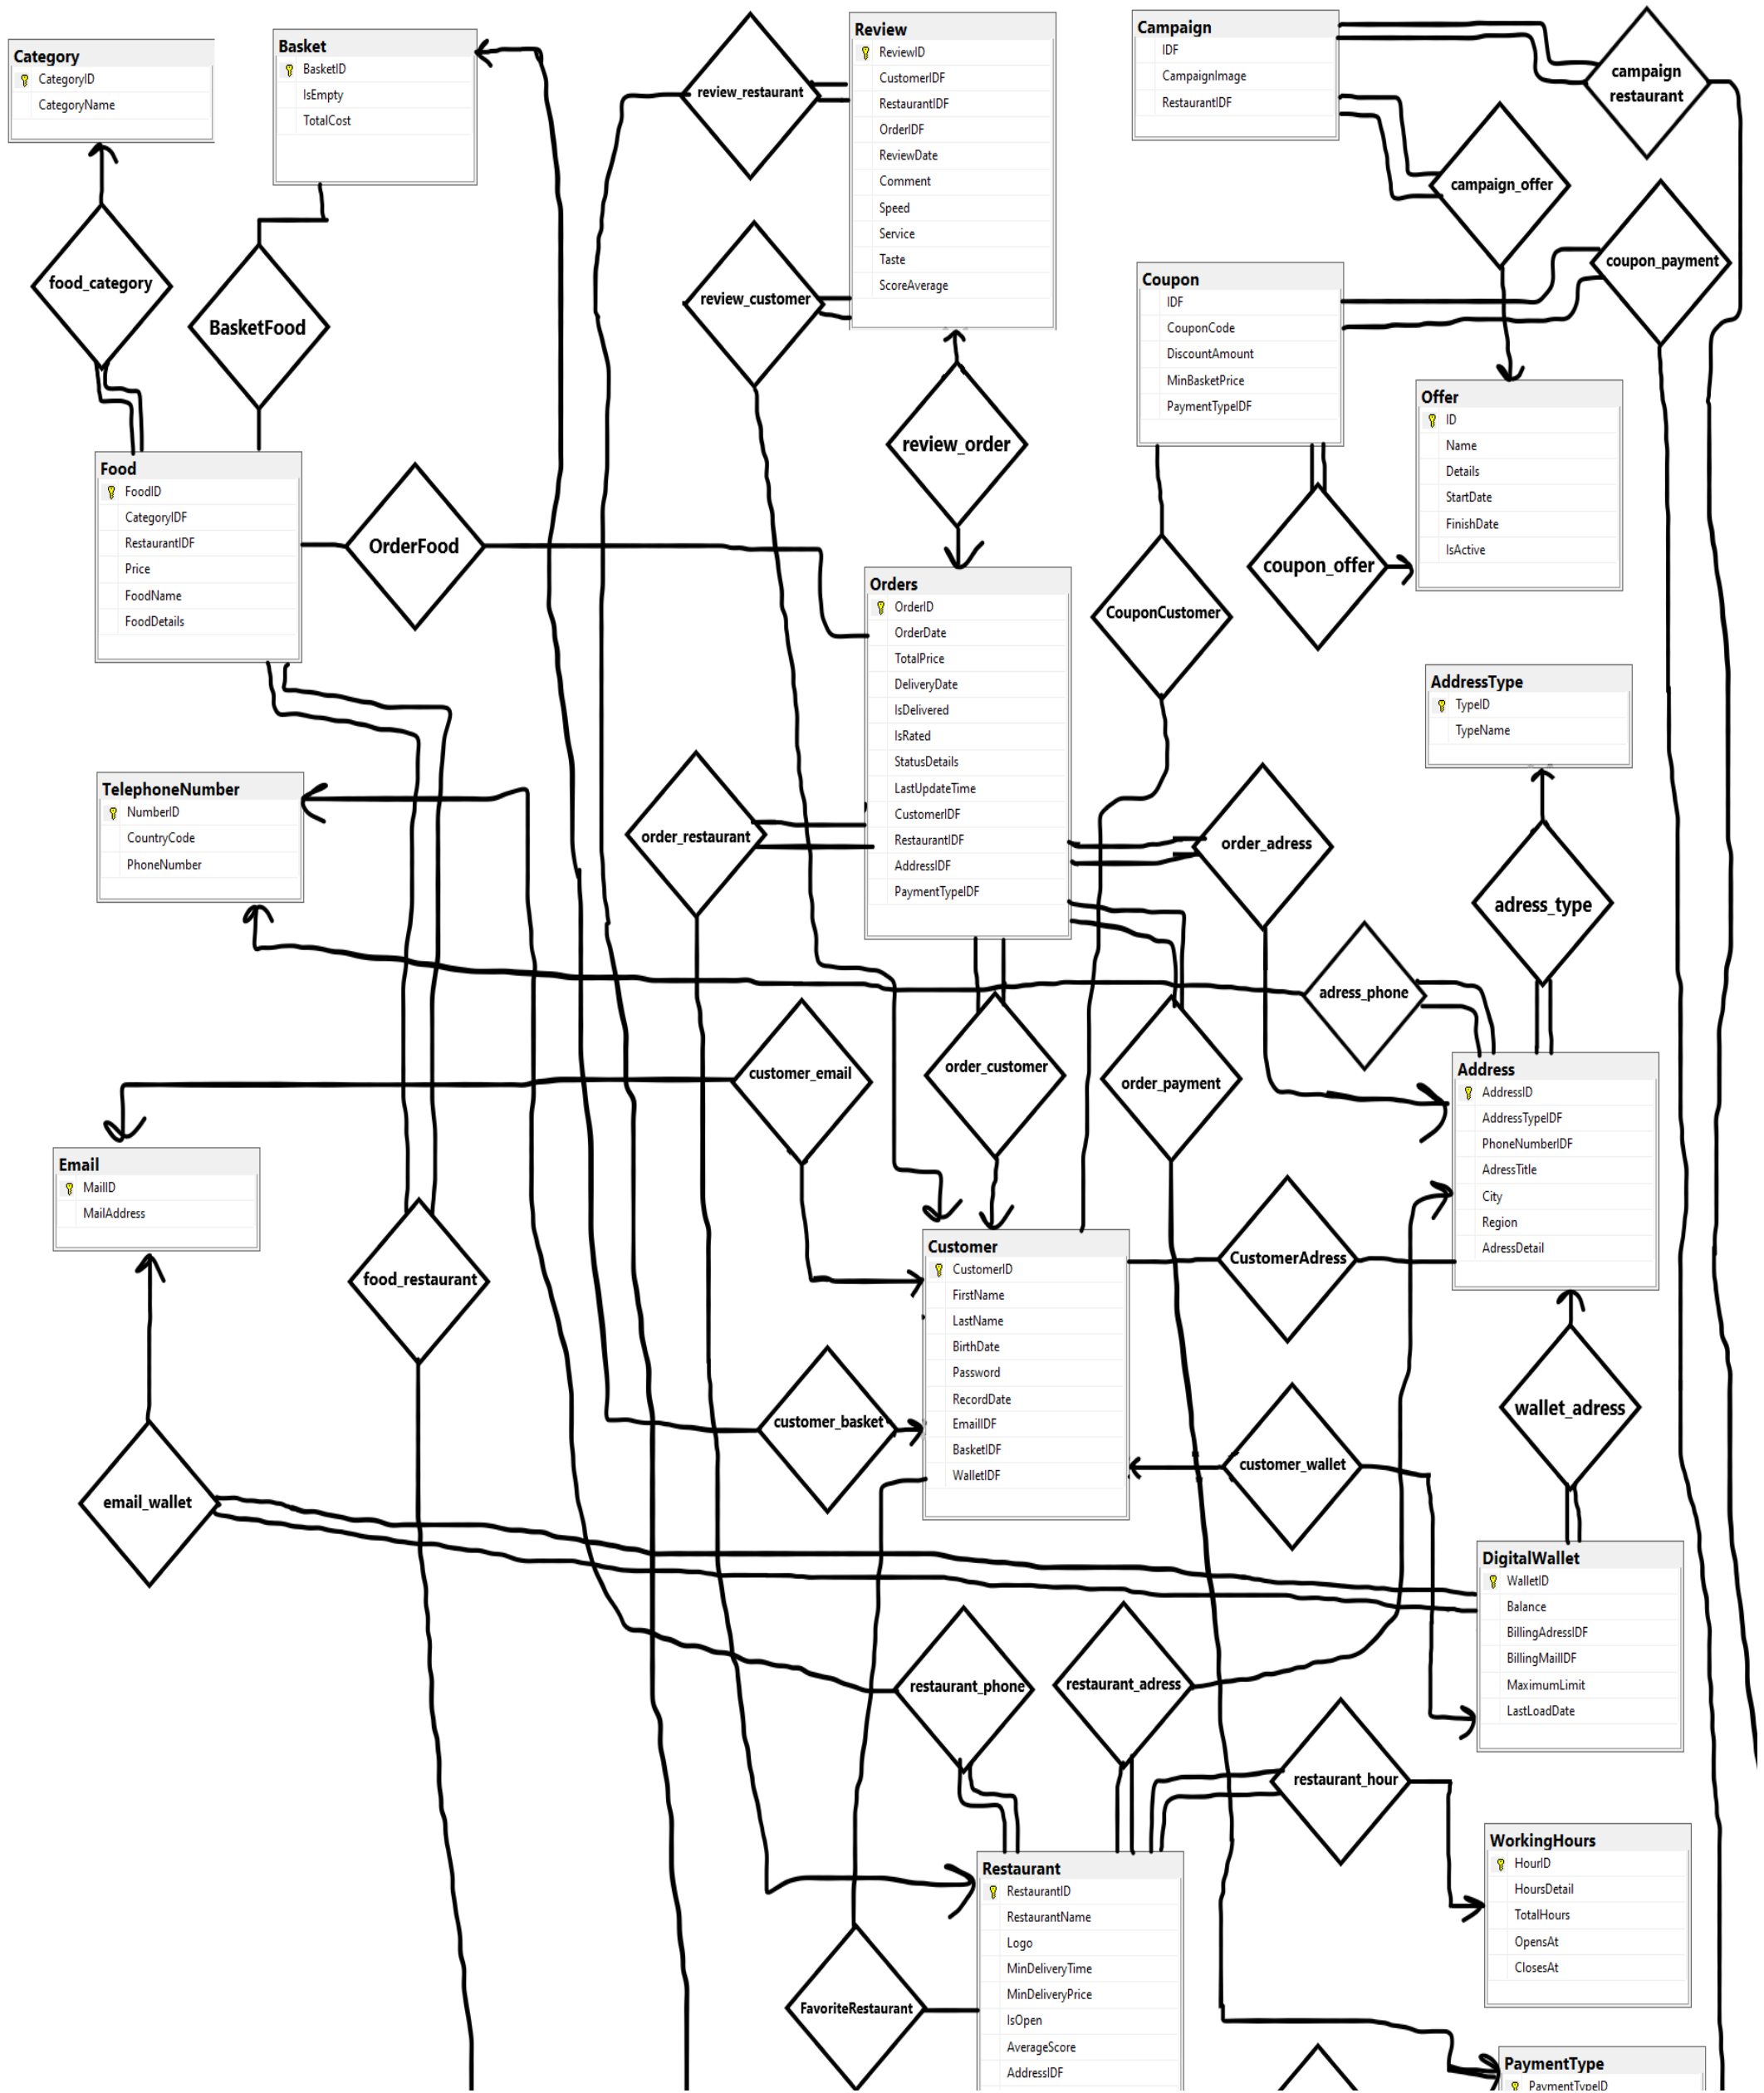 Category
CategoryID
CategoryName
Basket
BasketID
IsEmpty
TotalCost
review_restaurant
Review
ReviewID
CustomerIDF
RestaurantIDF
OrderIDF
ReviewDate
Comment
Speed
Service
Taste
ScoreAverage
Campaign
IDF
CampaignImage
RestaurantIDF
campaign
restaurant
campaign_offer
coupon_payment
food_category
BasketFood
review_customer
Coupon
IDF
CouponCode
DiscountAmount
MinBasketPrice
PaymentTypeIDF
Offer
ID
Name
Details
StartDate
FinishDate
IsActive
review_order
Food
FoodID
CategoryIDF
RestaurantIDF
Price
FoodName
FoodDetails
OrderFood
coupon_offer
CouponCustomer
Orders
OrderID
OrderDate
TotalPrice
DeliveryDate
IsDelivered
IsRated
StatusDetails
LastUpdateTime
CustomerIDF
RestaurantIDF
AddressIDF
PaymentTypeIDF
AddressType
TypeID
TypeName
TelephoneNumber
NumberID
CountryCode
PhoneNumber
order_restaurant
order_adress
adress_type
adress_phone
customer_email
order_customer
order_payment
Address
AddressID
AddressTypeIDF
PhoneNumberIDF
AdressTitle
City
Region
AdressDetail
Email
MailID
MailAddress
food_restaurant
Customer
CustomerID
FirstName
LastName
BirthDate
Password
RecordDate
EmailIDF
BasketIDF
WalletIDF
CustomerAdress
wallet_adress
customer_basket
customer_wallet
email_wallet
DigitalWallet
WalletID
Balance
BillingAdressIDF
BillingMailIDF
MaximumLimit
LastLoadDate
restaurant_phone
restaurant_adress
restaurant_hour
WorkingHours
HourID
HoursDetail
TotalHours
OpensAt
ClosesAt
Restaurant
RestaurantID
RestaurantName
Logo
MinDeliveryTime
MinDeliveryPrice
IsOpen
AverageScore
AddressIDF
FavoriteRestaurant
PaymentType
PaymentTypeID